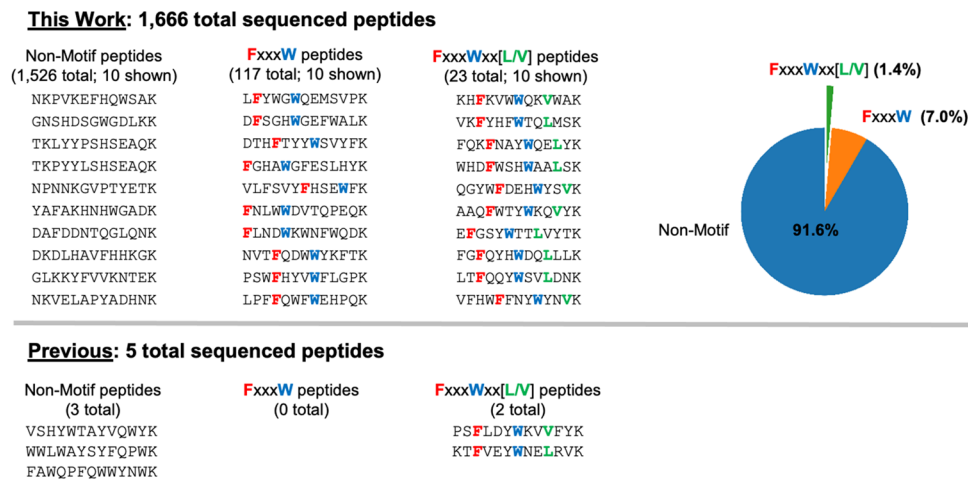 This Work: 1,666 total sequenced peptides
Non-Motif peptides
(1,526 total; 10 shown)
NKPVKEFHQWSAK
GNSHDSGWGDLKK
TKLYYPSHSEAQK
TKPYYLSHSEAQK
NPNNKGVPTYETK
YAFAKHNHWGADK
DAFDDNTQGLQNK
DKDLHAVFHHKGK
GLKKYFVVKNTEK
NKVELAPYADHNK
FxxxW peptides
(117 total; 10 shown)
LFYWGWQEMSVPK
DFSGHWGEFWALK
DTHFTYYWSVYFK
FGHAWGFESLHYK
VLFSVYFHSEWFK
FNLWWDVTQPEQK
FLNDWKWNFWQDK
NVTFQDWWYKFTK
PSWFHYVWFLGPK
LPFFQWFWEHPQK
FxxxWxx[L/V] peptides
(23 total; 10 shown)
KHFKVWWQKVWAK
VKFYHFWTQLMSK
FQKFNAYWQELYK
WHDFWSHWAALSK
QGYWFDEHWYSVK
AAQFWTYWKQVYK
EFGSYWTTLVYTK
FGFQYHWDQLLLK
LTFQQYWSVLDNK
VFHWFFNYWYNVK
FxxxWxx[L/V] (1.4%)
FxxxW (7.0%)
Non-Motif
91.6%
Previous: 5 total sequenced peptides
Non-Motif peptides
(3 total)
VSHYWTAYVQWYK
WWLWAYSYFQPWK
FAWQPFQWWYNWK
FxxxW peptides
(0 total)
FxxxWxx[L/V] peptides
(2 total)
PSFLDYWKVVFYK
KTFVEYWNELRVK